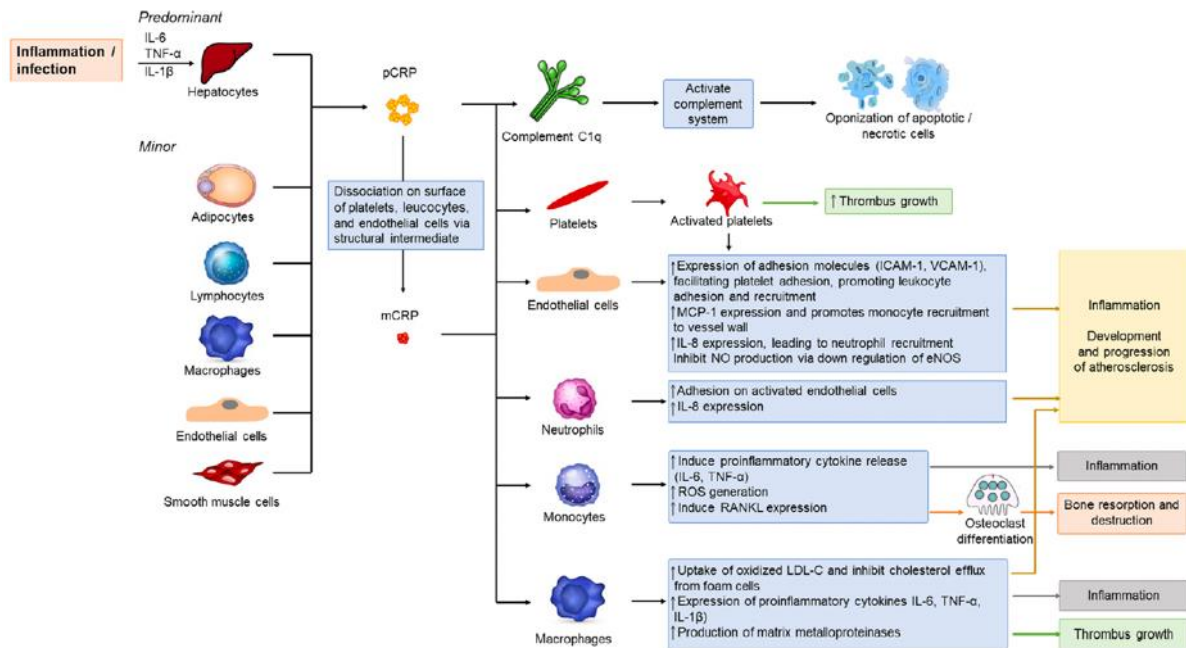 Predominant
Inflammation /
infection
IL-6
TNF-α
IL-1β
Hepatocytes
Minor
Adipocytes
Lymphocytes
Macrophages
Endothelial cells
Smooth muscle cells
pCRP
Dissociation on surface
of platelets, leucocytes,
and endothelial cells via
structural intermediate
mCRP
Complement C1q
Activate
complement
system
Oponization of apoptotic /
necrotic cells
Platelets
Activated platelets
↑ Thrombus growth
Endothelial cells
↑Expression of adhesion molecules (ICAM-1, VCAM-1),
facilitating platelet adhesion, promoting leukocyte
adhesion and recruitment
↑MCP-1 expression and promotes monocyte recruitment
to vessel wall
↑IL-8 expression, leading to neutrophil recruitment
Inhibit NO production via down regulation of eNOS
Inflammation
Development
and progression
of atherosclerosis
Neutrophils
↑Adhesion on activated endothelial cells
↑IL-8 expression
Monocytes
↑Induce proinflammatory cytokine release
(IL-6, TNF-α)
↑ROS generation
↑Induce RANKL expression
Inflammation
Osteoclast
differentiation
Bone resorption and
destruction
Macrophages
↑Uptake of oxidized LDL-C and inhibit cholesterol efflux
from foam cells
↑Expression of proinflammatory cytokines IL-6, TNF-α,
IL-1β)
↑Production of matrix metalloproteinases
Inflammation
Thrombus growth